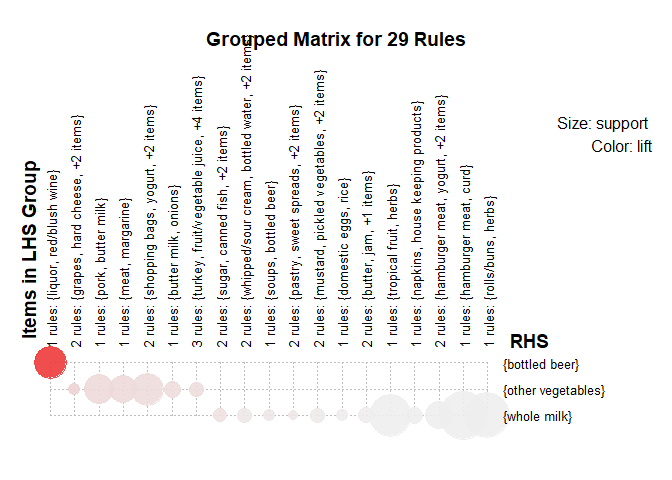 Grouped Matrix for 29 Rules
Size: support
Color: lift
Items in LHS Group
1 rules: {liquor, red/blush wine}
2 rules: {grapes, hard cheese, +2 items}
1 rules: {pork, butter milk}
1 rules: {meat, margarine}
2 rules: {shopping bags, yogurt, +2 items}
1 rules: {butter milk, onions}
3 rules: {turkey, fruit/vegetable juice, +4 items}
2 rules: {sugar, canned fish, +2 items}
2 rules: {whipped/sour cream, bottled water, +2 items}
1 rules: {soups, bottled beer}
2 rules: {pastry, sweet spreads, +2 items}
2 rules: {mustard, pickled vegetables, +2 items}
1 rules: {domestic eggs, rice}
2 rules: {butter, jam, +1 items}
1 rules: {tropical fruit, herbs}
1 rules: {napkins, house keeping products}
2 rules: {hamburger meat, yogurt, +2 items}
1 rules: {hamburger meat, curd}
1 rules: {rolls/buns, herbs}
RHS
{bottled beer}
{other vegetables}
{whole milk}